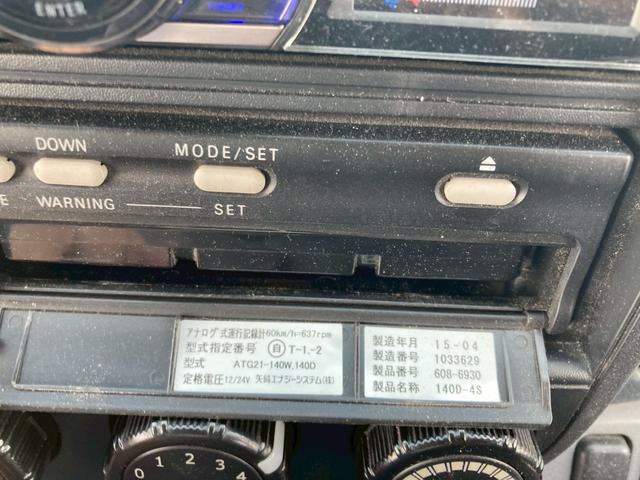 ENTER
DOWN
MODE/SET
E WARNING
SET
アナログ式運行記録計60km/h=637rpm
型式指定番号 自 T-1.-2
型式 ATG21-140W,140D
定格電圧12/24V 矢崎エナジーシステム(株)
製造年月 15-04
製造番号 1033629
製品番号 608-6930
製品名称 140D-4S
0 1 2 3 4